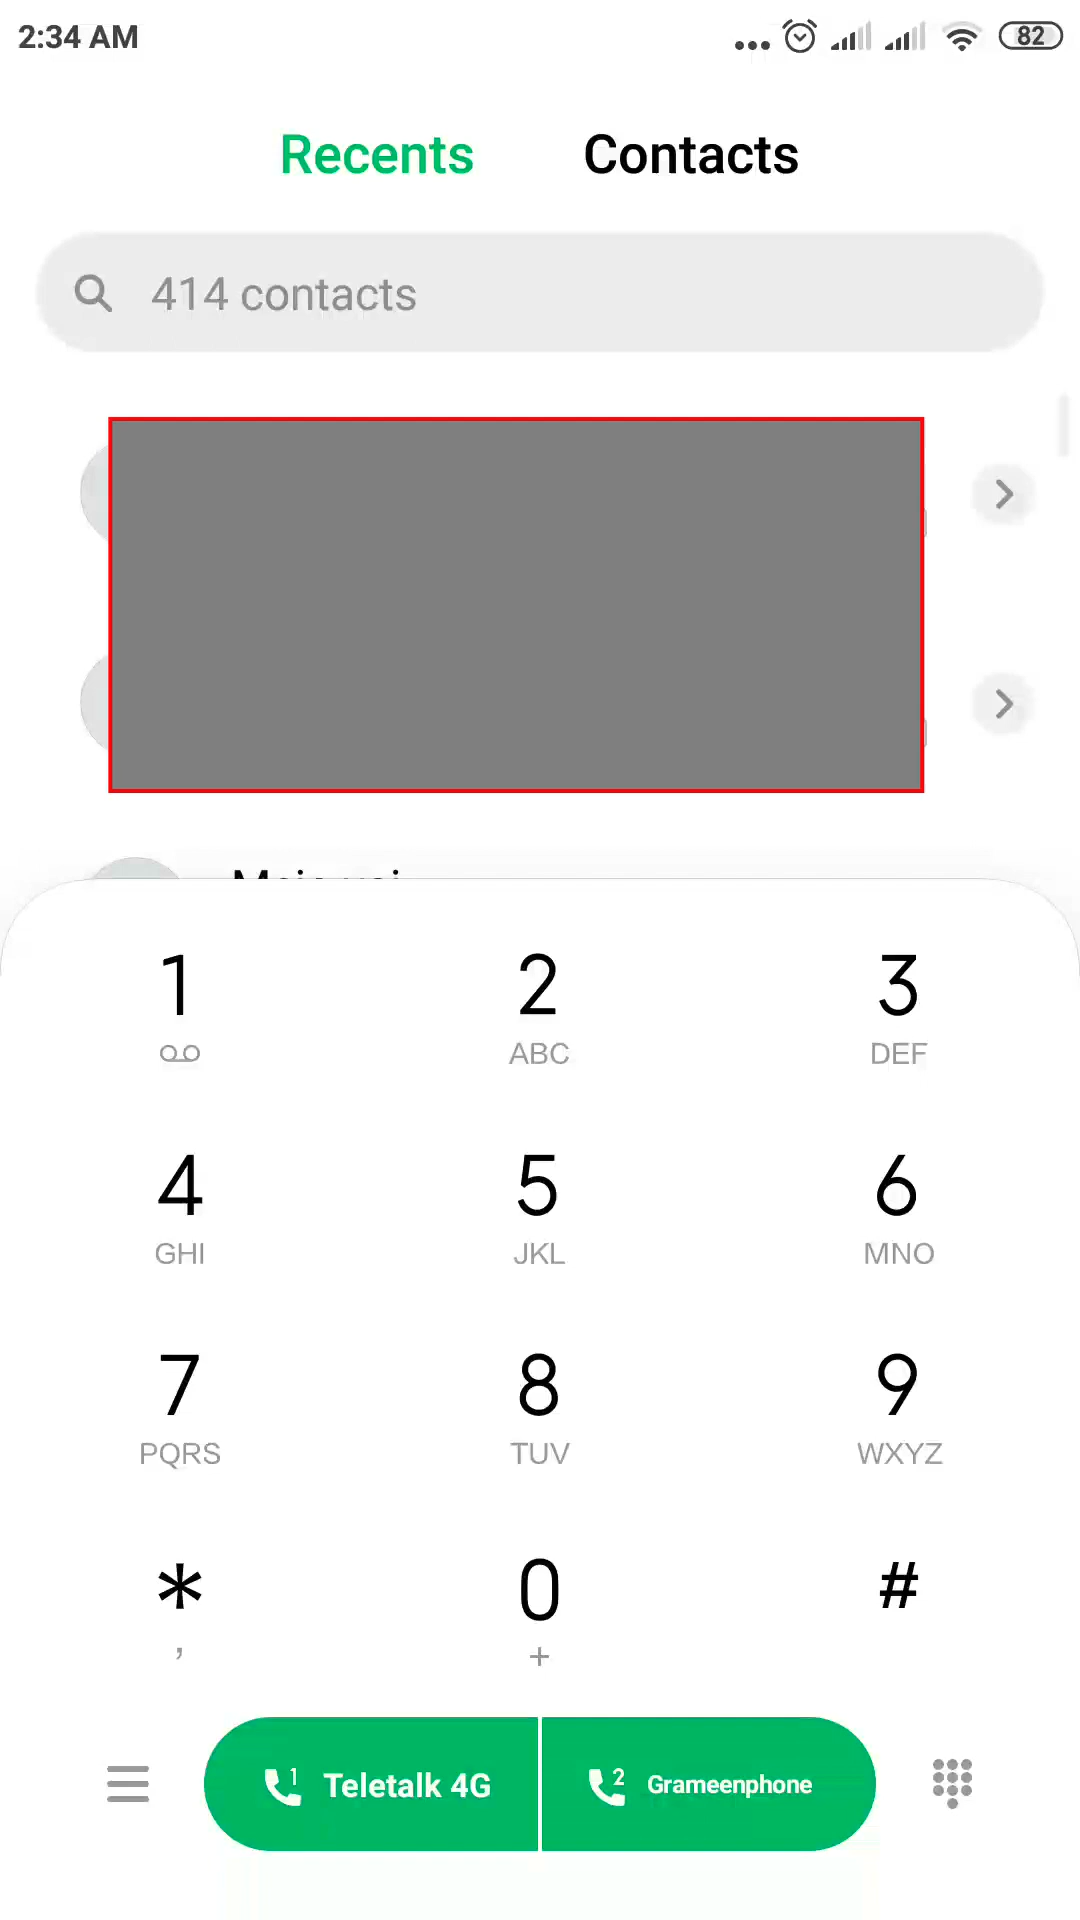 2:34 AM
82
Recents Contacts
414 contacts
1 2 3
ABC DEF
4 5 6
GHI JKL MNO
7 8 9
PQRS TUV WXYZ
* 0 #
, +
1 Teletalk 4G 2 Grameenphone